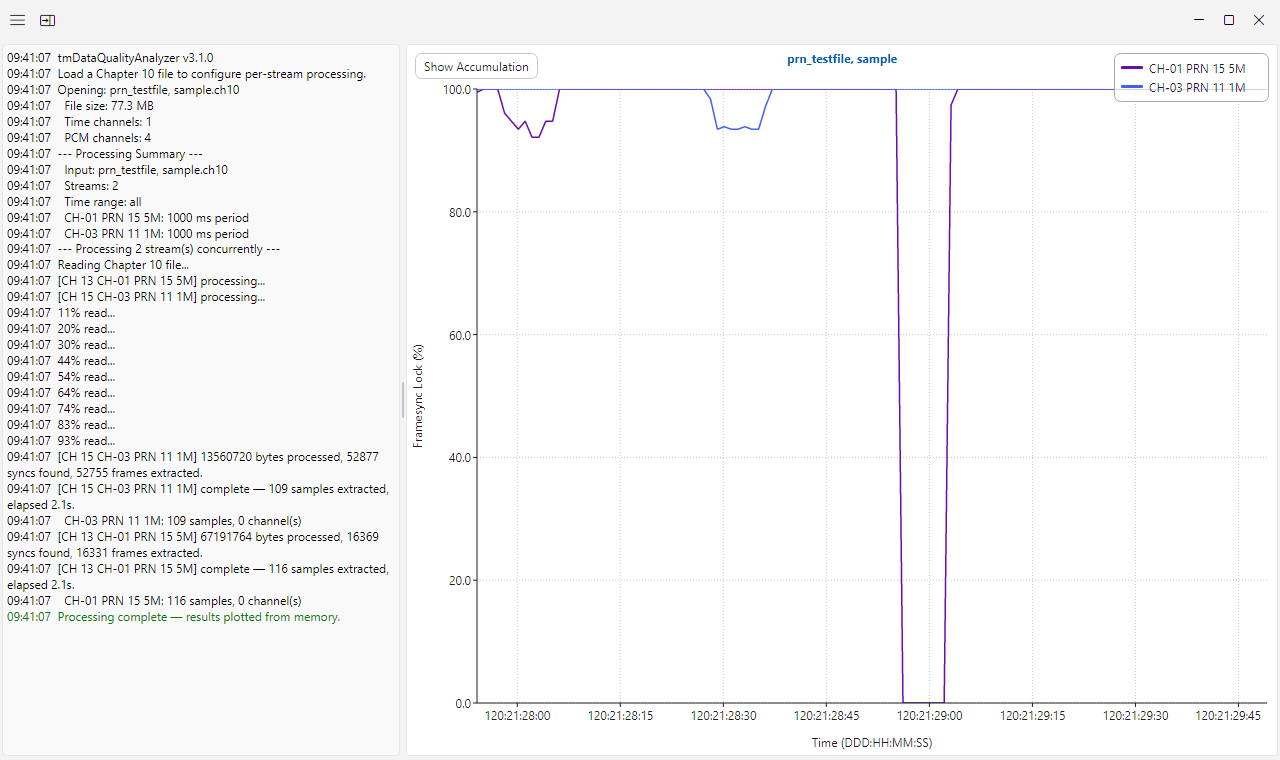 09:41:07 tmDataQualityAnalyzer v3.1.0
09:41:07 Load a Chapter 10 file to configure per-stream processing.
09:41:07 Opening: prn_testfile, sample.ch10
09:41:07 File size: 77.3 MB
09:41:07 Time channels: 1
09:41:07 PCM channels: 4
09:41:07 --- Processing Summary ---
09:41:07 Input: prn_testfile, sample.ch10
09:41:07 Streams: 2
09:41:07 Time range: all
09:41:07 CH-01 PRN 15 5M: 1000 ms period
09:41:07 CH-03 PRN 11 1M: 1000 ms period
09:41:07 --- Processing 2 stream(s) concurrently ---
09:41:07 Reading Chapter 10 file...
09:41:07 [CH 13 CH-01 PRN 15 5M] processing...
09:41:07 [CH 15 CH-03 PRN 11 1M] processing...
09:41:07 11% read...
09:41:07 20% read...
09:41:07 30% read...
09:41:07 44% read...
09:41:07 54% read...
09:41:07 64% read...
09:41:07 74% read...
09:41:07 83% read...
09:41:07 93% read...
09:41:07 [CH 15 CH-03 PRN 11 1M] 13560720 bytes processed, 52877
syncs found, 52755 frames extracted.
09:41:07 [CH 15 CH-03 PRN 11 1M] complete — 109 samples extracted,
elapsed 2.1s.
09:41:07 CH-03 PRN 11 1M: 109 samples, 0 channel(s)
09:41:07 [CH 13 CH-01 PRN 15 5M] 67191764 bytes processed, 16369
syncs found, 16331 frames extracted.
09:41:07 [CH 13 CH-01 PRN 15 5M] complete — 116 samples extracted,
elapsed 2.1s.
09:41:07 CH-01 PRN 15 5M: 116 samples, 0 channel(s)
09:41:07 Processing complete — results plotted from memory.
Show Accumulation
prn_testfile, sample
CH-01 PRN 15 5M
CH-03 PRN 11 1M
100.0
80.0
60.0
40.0
20.0
0.0
Framesync Lock (%)
120:21:28:00 120:21:28:15 120:21:28:30 120:21:28:45 120:21:29:00 120:21:29:15 120:21:29:30 120:21:29:45
Time (DDD:HH:MM:SS)